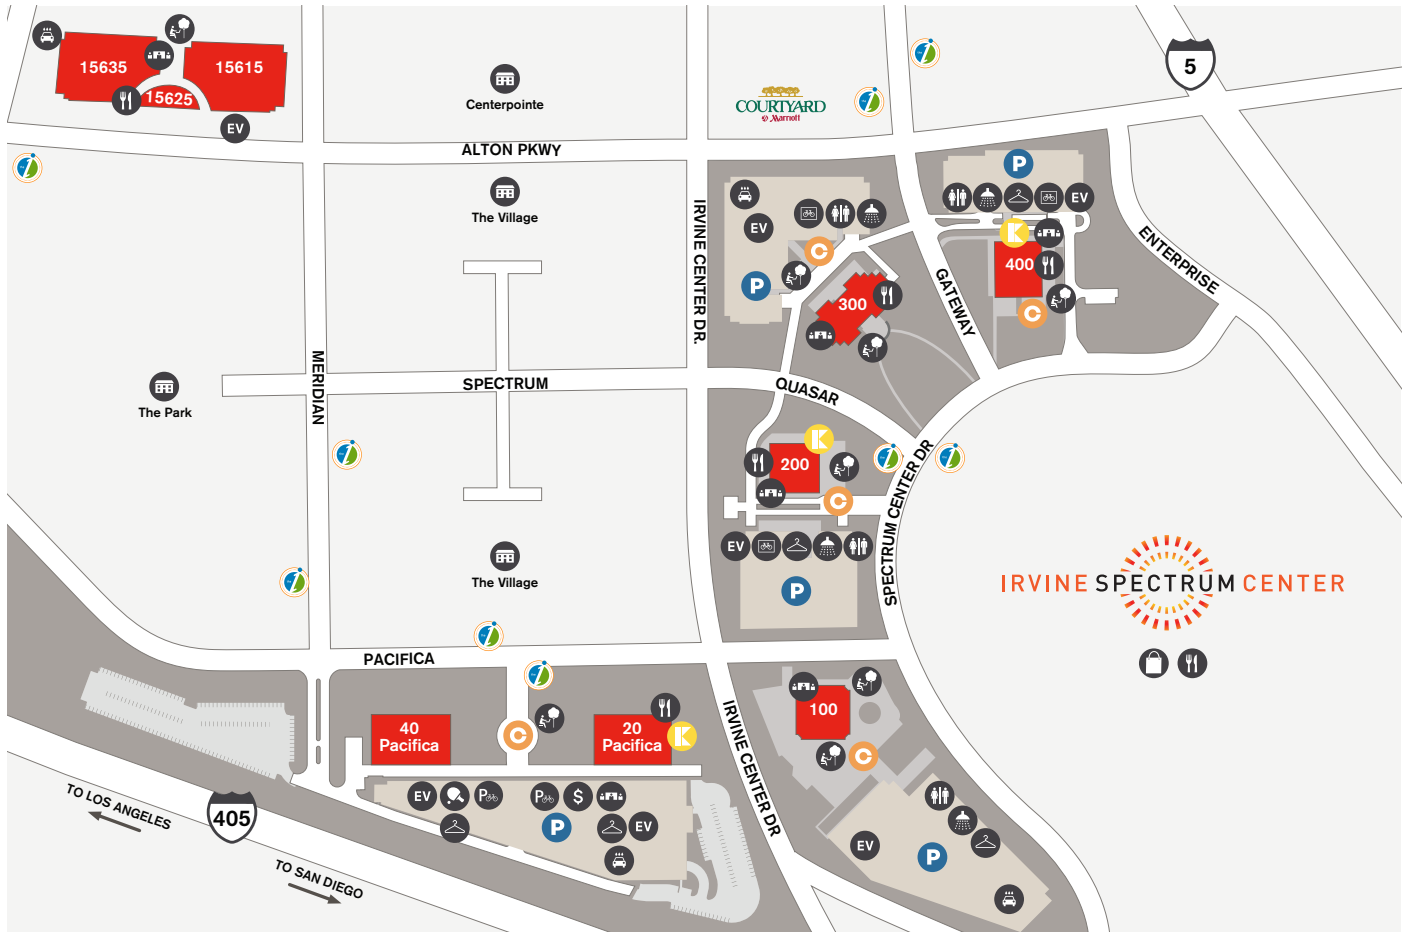 15635
15615
15625
EV
Centerpointe
COURTYARD
Marriott
5
ALTON PKWY
The Village
IRVINE CENTER DR.
EV
P
C
300
P
EV
K
400
C
GATEWAY
ENTERPRISE
MERIDIAN
The Park
SPECTRUM
QUASAR
K
200
C
SPECTRUM CENTER DR
EV
P
The Village
IRVINE SPECTRUM CENTER
PACIFICA
40
Pacifica
C
20
Pacifica
K
IRVINE CENTER DR
100
C
EV
P
P
$
P
EV
EV
P
TO LOS ANGELES
405
TO SAN DIEGO